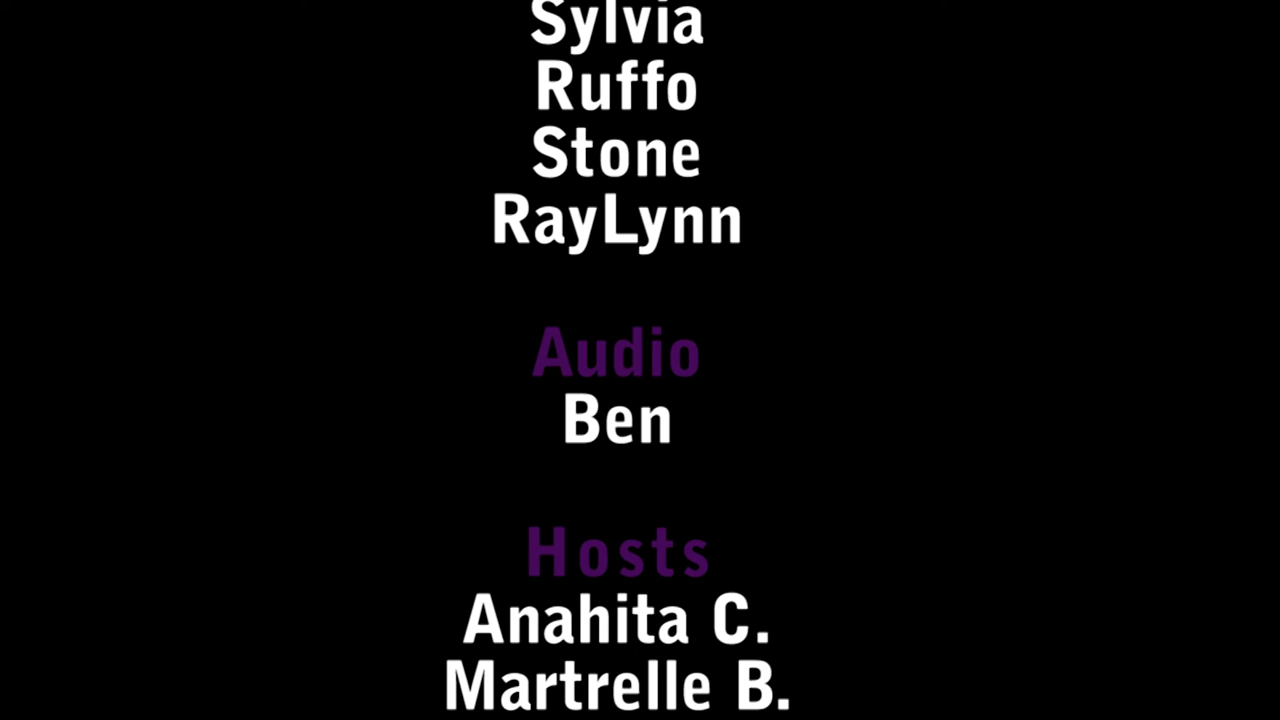 Sylvia
Ruffo
Stone
RayLynn
Audio
Ben
Hosts
Anahita C.
Martrelle B.